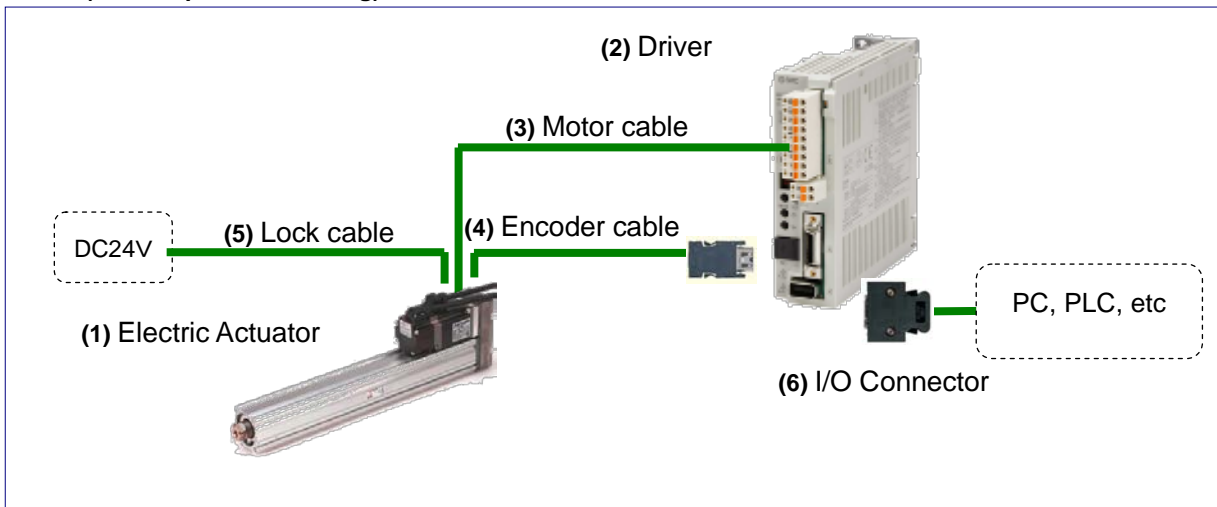 (2) Driver
(3) Motor cable
(5) Lock cable
(4) Encoder cable
DC24V
PC, PLC, etc
(1) Electric Actuator
(6) I/O Connector